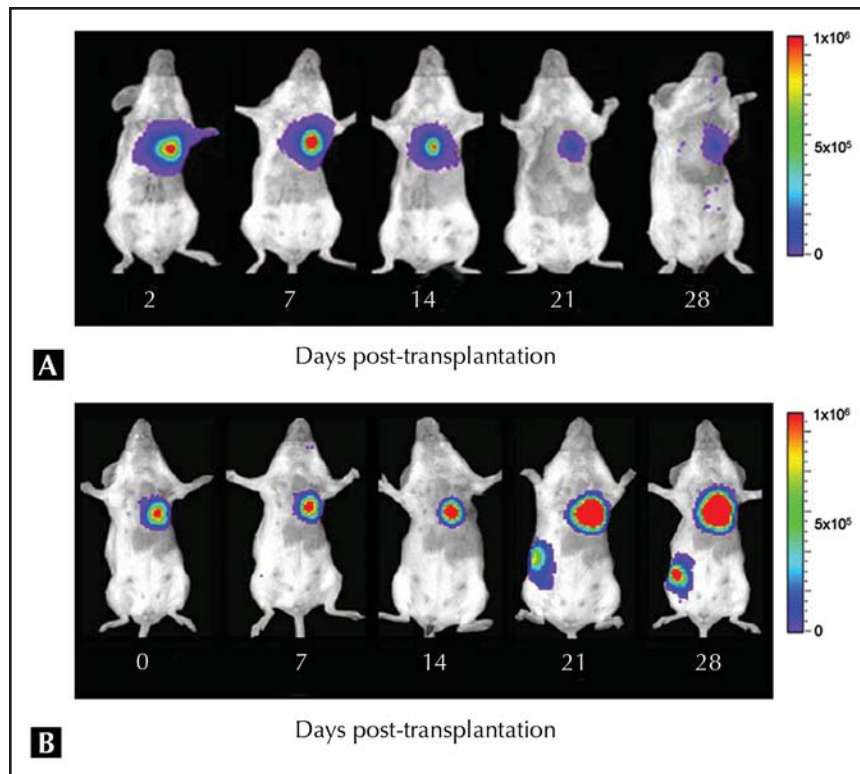 1x10⁶
5x10⁵
0
2 7 14 21 28
A
Days post-transplantation
1x10⁶
5x10⁵
0
0 7 14 21 28
B
Days post-transplantation